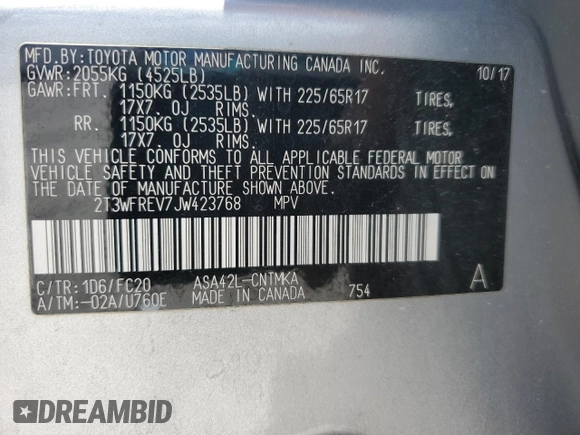 MFD.BY:TOYOTA MOTOR MANUFACTURING CANADA INC.
GVWR:2055KG (4525LB) 10/17
GAWR:FRT. 1150KG (2535LB) WITH 225/65R17 TIRES,
17X7.0J RIMS.
RR. 1150KG (2535LB) WITH 225/65R17 TIRES,
17X7.0J RIMS.
THIS VEHICLE CONFORMS TO ALL APPLICABLE FEDERAL MOTOR
VEHICLE SAFETY AND THEFT PREVENTION STANDARDS IN EFFECT
ON THE DATE OF MANUFACTURE SHOWN ABOVE.
2T3WFREV7JW423768 MPV
C/TR:1D6/FC20 ASA42L-CNTMKA A
A/TM:-02A/U760E MADE IN CANADA 754
DREAMBID